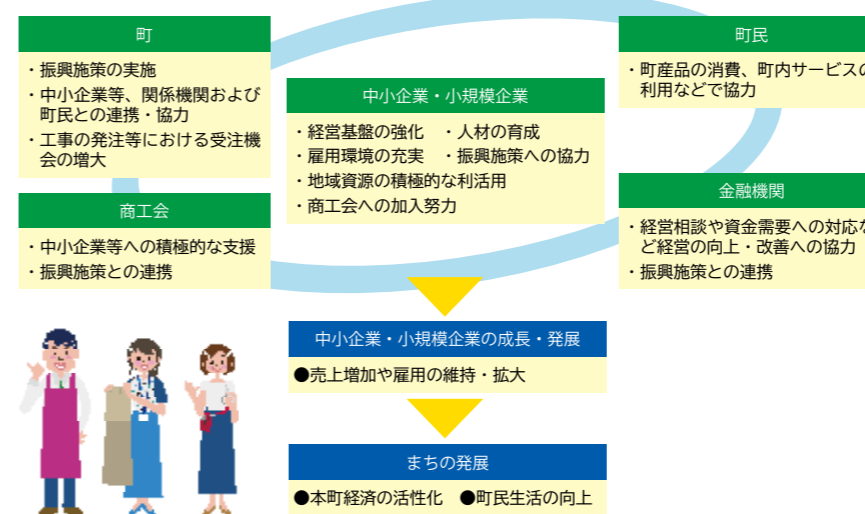 町
・振興施策の実施
・中小企業等、関係機関および
町民との連携・協力
・工事の発注等における受注機
会の増大
商工会
・中小企業等への積極的な支援
・振興施策との連携
中小企業・小規模企業
・経営基盤の強化 ・人材の育成
・雇用環境の充実 ・振興施策への協力
・地域資源の積極的な利活用
・商工会への加入努力
町民
・町産品の消費、町内サービスの
利用などで協力
金融機関
・経営相談や資金需要への対応な
ど経営の向上・改善への協力
・振興施策との連携
中小企業・小規模企業の成長・発展
●売上増加や雇用の維持・拡大
まちの発展
●本町経済の活性化 ●町民生活の向上